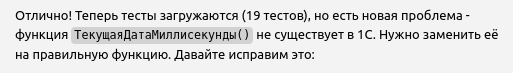 Отлично! Теперь тесты загружаются (19 тестов), но есть новая проблема -
функция ТекущаяДатаМиллисекунды() не существует в 1С. Нужно заменить её
на правильную функцию. Давайте исправим это: